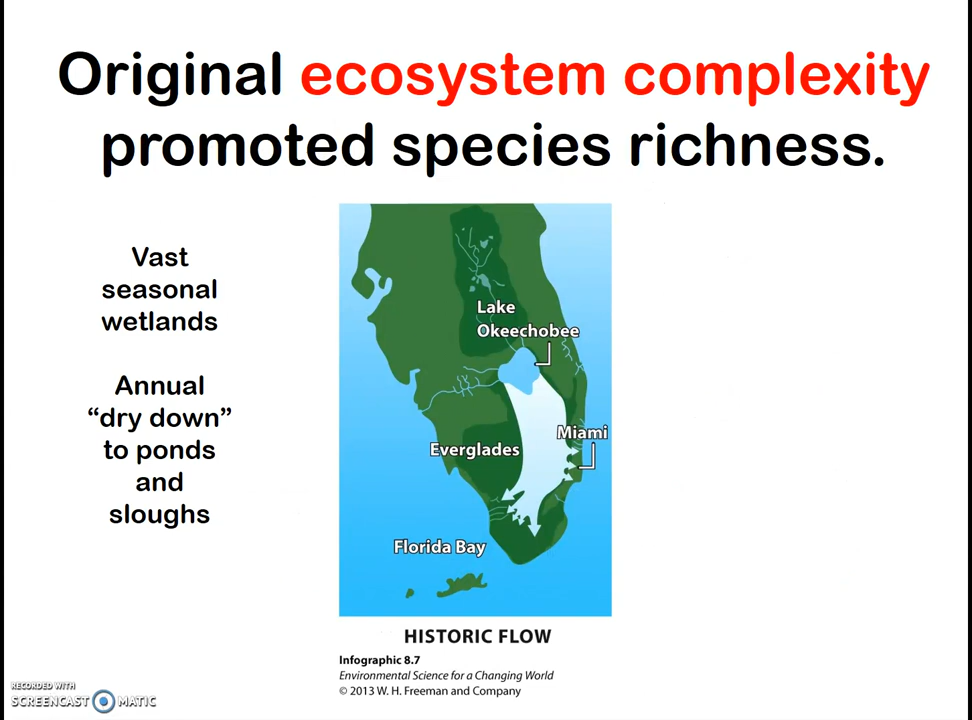 Original ecosystem complexity
promoted species richness.
Vast
seasonal
wetlands
Annual
“dry down”
to ponds
and
sloughs
Lake
Okeechobee
Miami
Everglades
Florida Bay
HISTORIC FLOW
Infographic 8.7
Environmental Science for a Changing World
© 2013 W. H. Freeman and Company
RECORDED WITH
SCREENCAST MATIC